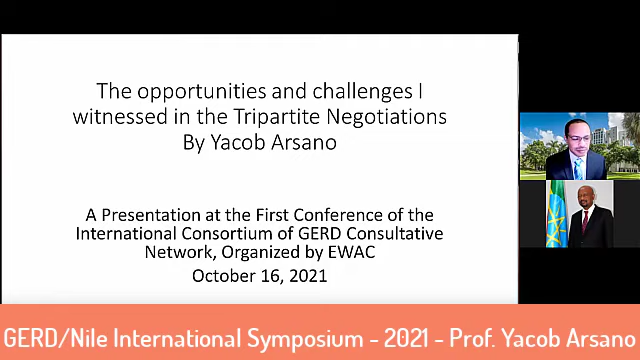 The opportunities and challenges I
witnessed in the Tripartite Negotiations
By Yacob Arsano
A Presentation at the First Conference of the
International Consortium of GERD Consultative
Network, Organized by EWAC
October 16, 2021
GERD/Nile International Symposium - 2021 - Prof. Yacob Arsano